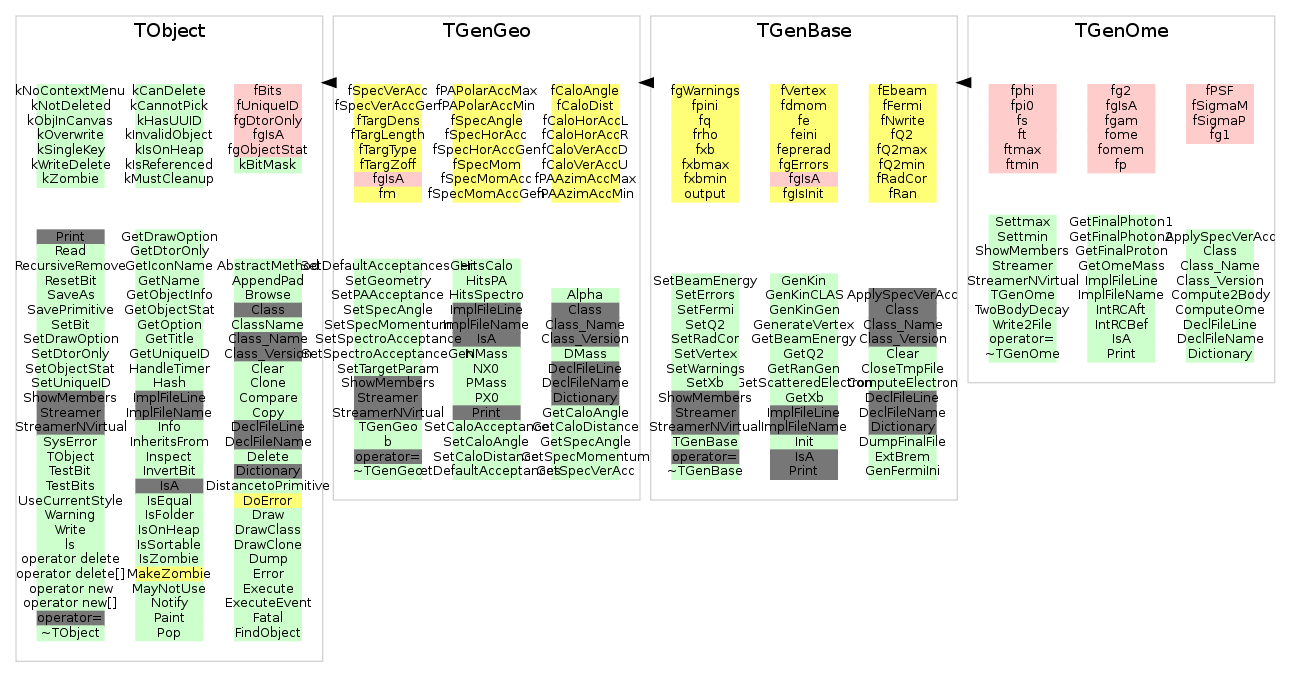 TObject
kNoContextMenu
kNotDeleted
kObjInCanvas
kOverwrite
kSingleKey
kWriteDelete
kZombie
kCanDelete
kCannotPick
kHasUUID
kInvalidObject
kIsOnHeap
kIsReferenced
kMustCleanup
fBits
fUniqueID
fgDtorOnly
fgIsA
fgObjectStat
kBitMask
Print
Read
RecursiveRemove
ResetBit
SaveAs
SavePrimitive
SetBit
SetDrawOption
SetDtorOnly
SetObjectStat
SetUniqueID
ShowMembers
Streamer
StreamerNVirtual
SysError
TObject
TestBit
TestBits
UseCurrentStyle
Warning
Write
ls
operator delete
operator delete[]
operator new
operator new[]
operator=
~TObject
GetDrawOption
GetDtorOnly
GetIconName
GetName
GetObjectInfo
GetObjectStat
GetOption
GetTitle
GetUniqueID
HandleTimer
Hash
ImplFileLine
ImplFileName
Info
InheritsFrom
Inspect
InvertBit
IsA
IsEqual
IsFolder
IsOnHeap
IsSortable
IsZombie
MakeZombie
MayNotUse
Notify
Paint
Pop
AbstractMethod
AppendPad
Browse
Class
ClassName
Class_Name
Class_Version
Clear
Clone
Compare
Copy
DeclFileLine
DeclFileName
Delete
Dictionary
DistancetoPrimitive
DoError
Draw
DrawClass
DrawClone
Dump
Error
Execute
ExecuteEvent
Fatal
FindObject
TGenGeo
fSpecVerAcc
fSpecVerAccGen
fTargDens
fTargLength
fTargType
fTargZoff
fgIsA
fm
fPAPolarAccMax
fPAPolarAccMin
fSpecAngle
fSpecHorAcc
fSpecHorAccGen
fSpecMom
fSpecMomAcc
fSpecMomAccGen
fCaloAngle
fCaloDist
fCaloHorAccL
fCaloHorAccR
fCaloVerAccD
fCaloVerAccU
fPAAzimAccMax
fPAAzimAccMin
SetDefaultAcceptancesGen
SetGeometry
SetPAAcceptance
SetSpecAngle
SetSpecMomentum
SetSpectroAcceptance
SetSpectroAcceptanceGen
SetTargetParam
ShowMembers
Streamer
StreamerNVirtual
TGenGeo
b
operator=
~TGenGeo
HitsCalo
HitsPA
HitsSpectro
ImplFileLine
ImplFileName
IsA
NMass
NX0
PMass
PX0
Print
SetCaloAcceptance
SetCaloAngle
SetCaloDistance
SetDefaultAcceptances
Alpha
Class
Class_Name
Class_Version
DMass
DeclFileLine
DeclFileName
Dictionary
GetCaloAngle
GetCaloDistance
GetSpecAngle
GetSpecMomentum
GetSpecVerAcc
TGenBase
fgWarnings
fpini
fq
frho
fxb
fxbmax
fxbmin
output
fVertex
fdmom
fe
feini
feprerad
fgErrors
fgIsA
fgIsInit
fEbeam
fFermi
fNwrite
fQ2
fQ2max
fQ2min
fRadCor
fRan
SetBeamEnergy
SetErrors
SetFermi
SetQ2
SetRadCor
SetVertex
SetWarnings
SetXb
ShowMembers
Streamer
StreamerNVirtual
TGenBase
operator=
~TGenBase
GenKin
GenKinCLAS
GenKinGen
GenerateVertex
GetBeamEnergy
GetQ2
GetRanGen
GetScatteredElectron
GetXb
ImplFileLine
ImplFileName
Init
IsA
Print
ApplySpecVerAcc
Class
Class_Name
Class_Version
Clear
CloseTmpFile
ComputeElectron
DeclFileLine
DeclFileName
Dictionary
DumpFinalFile
ExtBrem
GenFermiIni
TGenOme
fphi
fpi0
fs
ft
ftmax
ftmin
fg2
fgIsA
fgam
fome
fomem
fp
fPSF
fSigmaM
fSigmaP
fg1
Settmax
Settmin
ShowMembers
Streamer
StreamerNVirtual
TGenOme
TwoBodyDecay
Write2File
operator=
~TGenOme
GetFinalPhoton1
GetFinalPhoton2
GetFinalProton
GetOmeMass
ImplFileLine
ImplFileName
IntRCAft
IntRCBef
IsA
Print
ApplySpecVerAcc
Class
Class_Name
Class_Version
Compute2Body
ComputeOme
DeclFileLine
DeclFileName
Dictionary